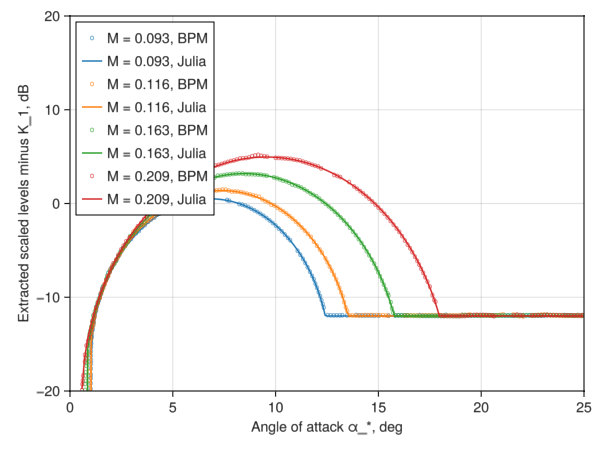 20
10
0
−10
−20
Extracted scaled levels minus K_1, dB
M = 0.093, BPM
M = 0.093, Julia
M = 0.116, BPM
M = 0.116, Julia
M = 0.163, BPM
M = 0.163, Julia
M = 0.209, BPM
M = 0.209, Julia
0 5 10 15 20 25
Angle of attack α_*, deg